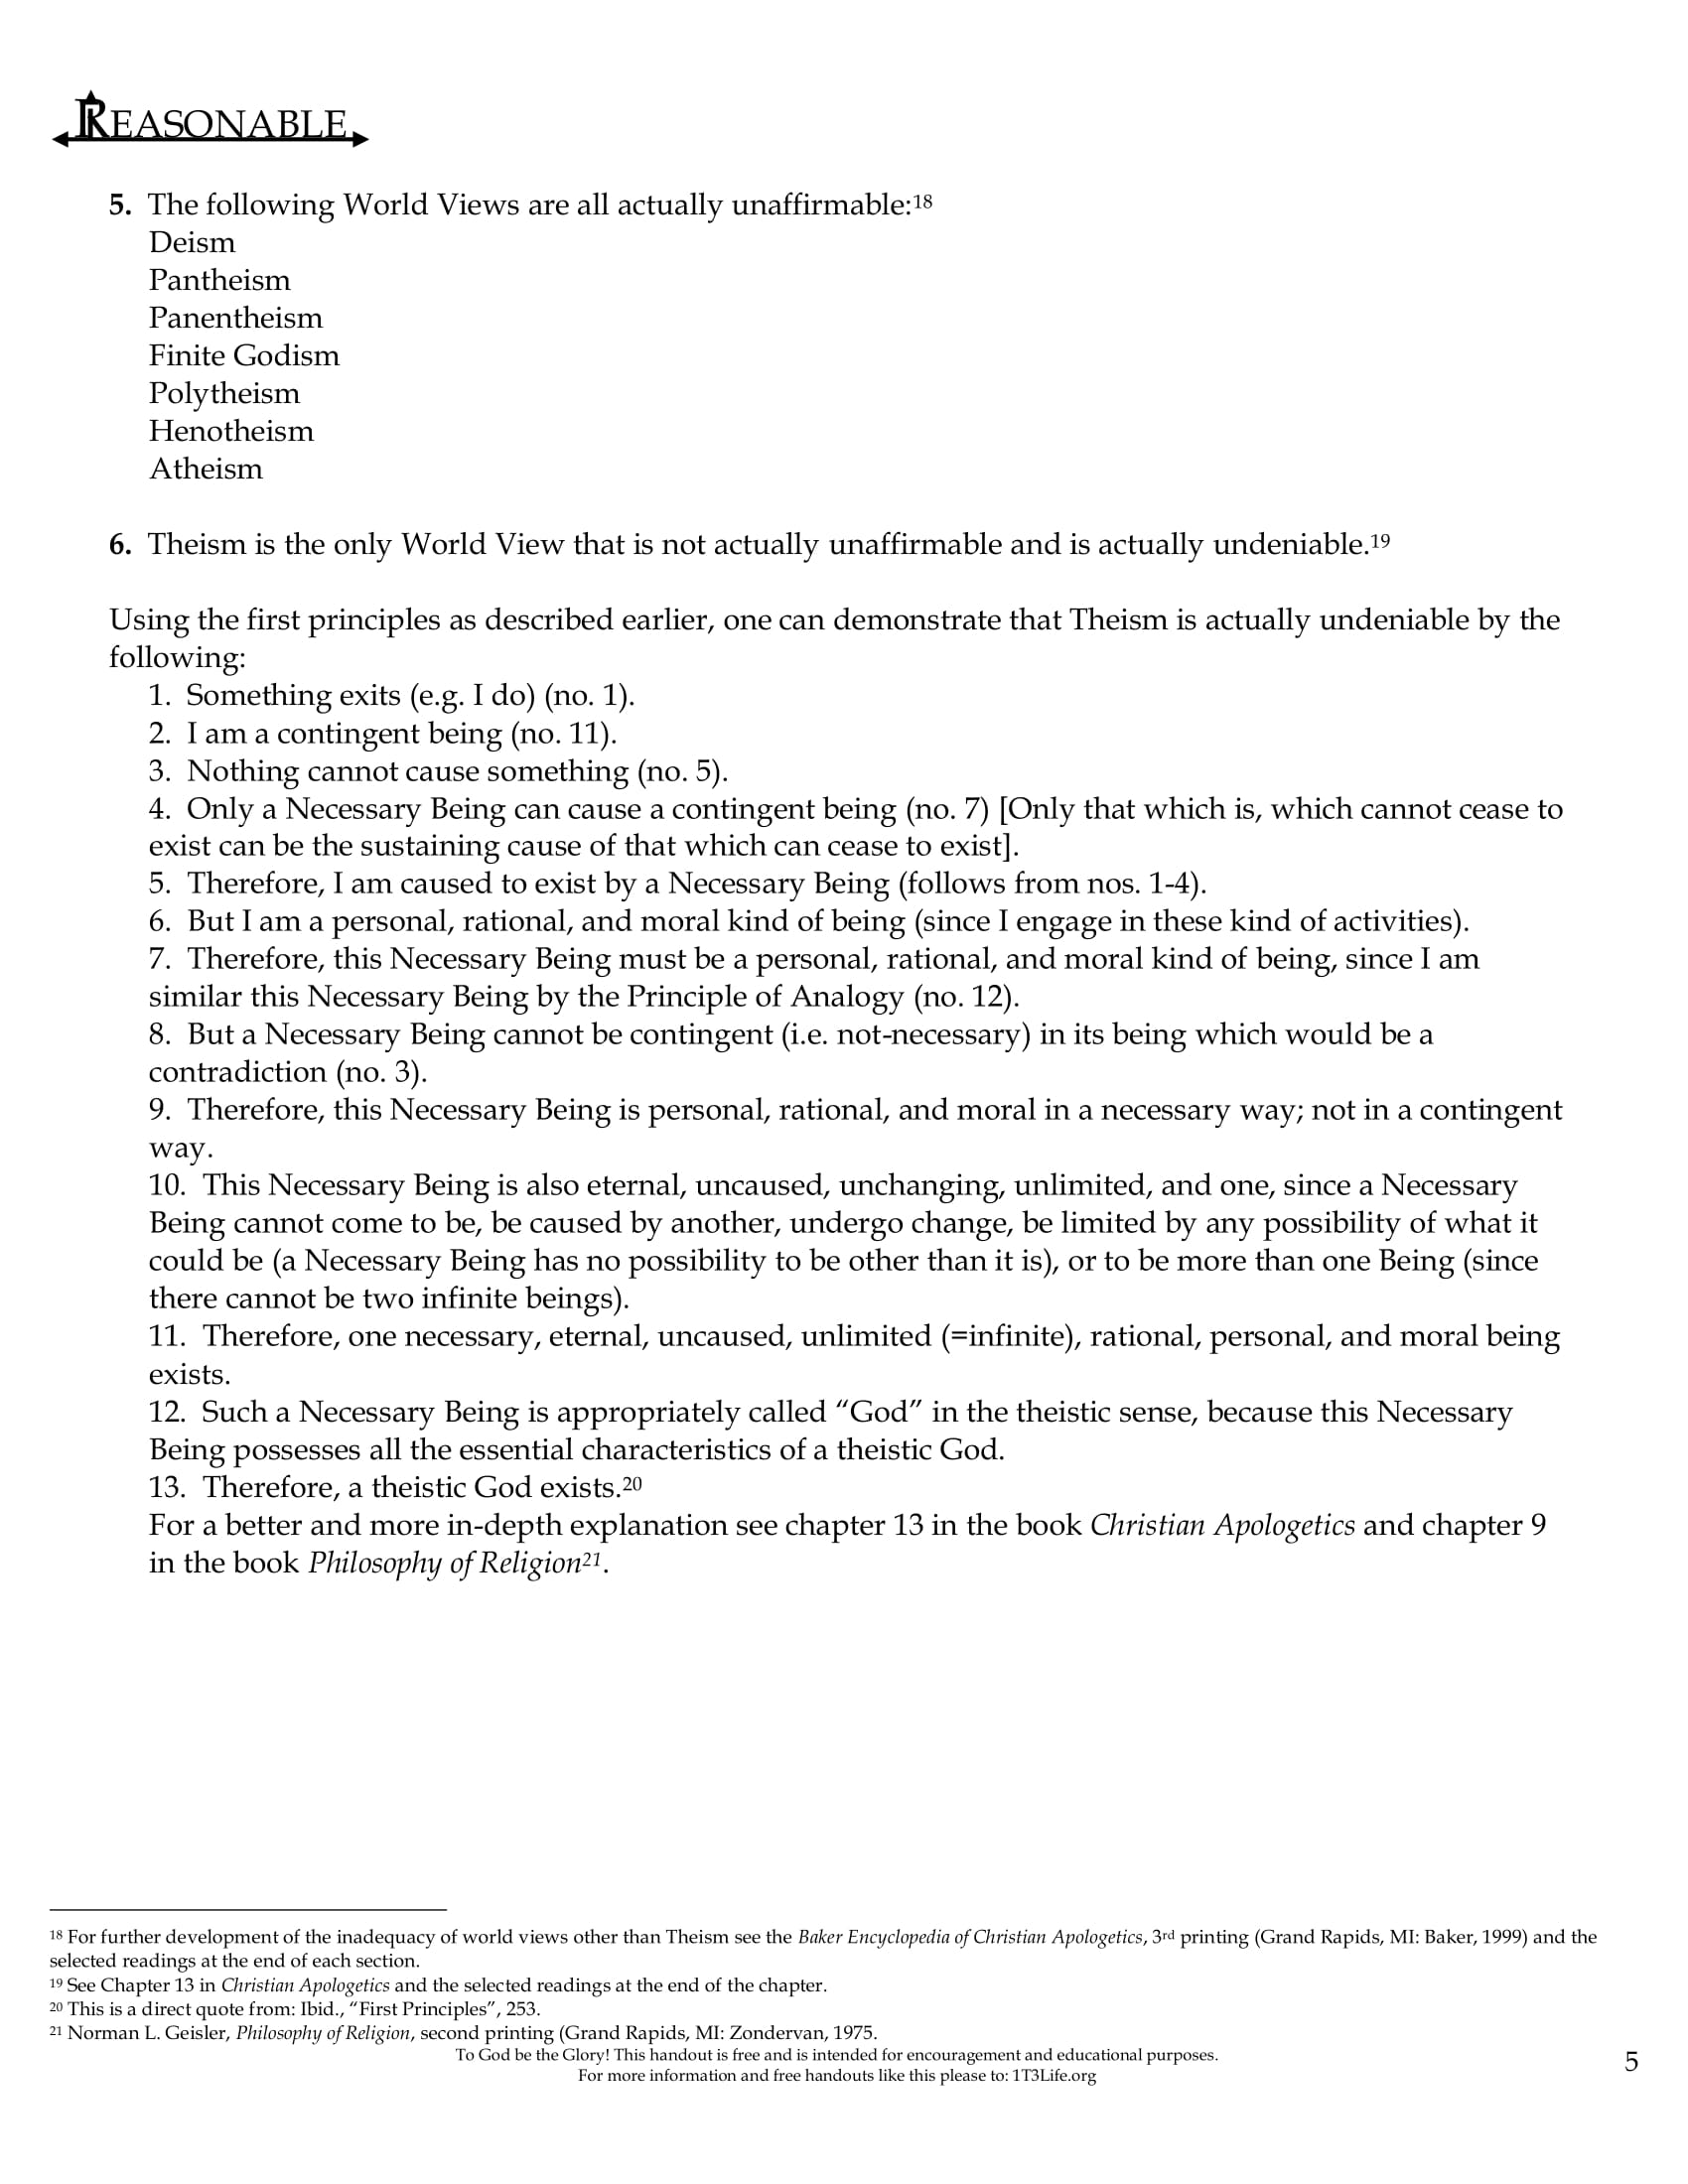 REASONABLE
5. The following World Views are all actually unaffirmable:18
Deism
Pantheism
Panentheism
Finite Godism
Polytheism
Henotheism
Atheism
6. Theism is the only World View that is not actually unaffirmable and is actually undeniable.19
Using the first principles as described earlier, one can demonstrate that Theism is actually undeniable by the
following:
1. Something exits (e.g. I do) (no. 1).
2. I am a contingent being (no. 11).
3. Nothing cannot cause something (no. 5).
4. Only a Necessary Being can cause a contingent being (no. 7) [Only that which is, which cannot cease to
exist can be the sustaining cause of that which can cease to exist].
5. Therefore, I am caused to exist by a Necessary Being (follows from nos. 1-4).
6. But I am a personal, rational, and moral kind of being (since I engage in these kind of activities).
7. Therefore, this Necessary Being must be a personal, rational, and moral kind of being, since I am
similar this Necessary Being by the Principle of Analogy (no. 12).
8. But a Necessary Being cannot be contingent (i.e. not-necessary) in its being which would be a
contradiction (no. 3).
9. Therefore, this Necessary Being is personal, rational, and moral in a necessary way; not in a contingent
way.
10. This Necessary Being is also eternal, uncaused, unchanging, unlimited, and one, since a Necessary
Being cannot come to be, be caused by another, undergo change, be limited by any possibility of what it
could be (a Necessary Being has no possibility to be other than it is), or to be more than one Being (since
there cannot be two infinite beings).
11. Therefore, one necessary, eternal, uncaused, unlimited (=infinite), rational, personal, and moral being
exists.
12. Such a Necessary Being is appropriately called “God” in the theistic sense, because this Necessary
Being possesses all the essential characteristics of a theistic God.
13. Therefore, a theistic God exists.20
For a better and more in-depth explanation see chapter 13 in the book Christian Apologetics and chapter 9
in the book Philosophy of Religion21.
18 For further development of the inadequacy of world views other than Theism see the Baker Encyclopedia of Christian Apologetics, 3rd printing (Grand Rapids, MI: Baker, 1999) and the
selected readings at the end of each section.
19 See Chapter 13 in Christian Apologetics and the selected readings at the end of the chapter.
20 This is a direct quote from: Ibid., “First Principles”, 253.
21 Norman L. Geisler, Philosophy of Religion, second printing (Grand Rapids, MI: Zondervan, 1975.
To God be the Glory! This handout is free and is intended for encouragement and educational purposes.
For more information and free handouts like this please to: 1T3Life.org
5